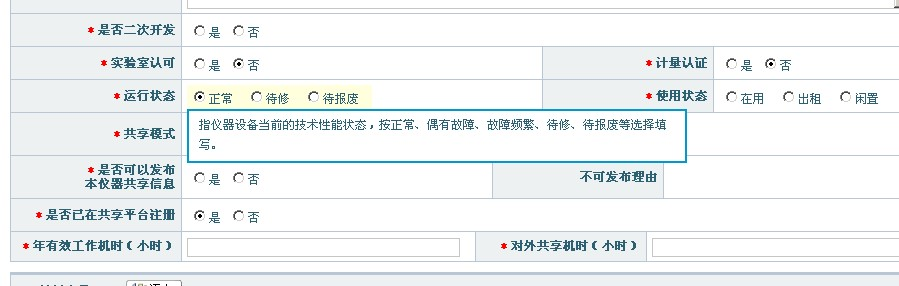 * 是否二次开发 是 否
* 实验室认可 是 否 * 计量认证 是 否
* 运行状态 正常 待修 待报废 * 使用状态 在用 出租 闲置
指仪器设备当前的技术性能状态，按正常、偶有故障、故障频繁、待修、待报废等选择填
写。
* 共享模式
* 是否可以发布
本仪器共享信息 是 否 不可发布理由
* 是否已在共享平台注册 是 否
* 年有效工作机时（小时） * 对外共享机时（小时）